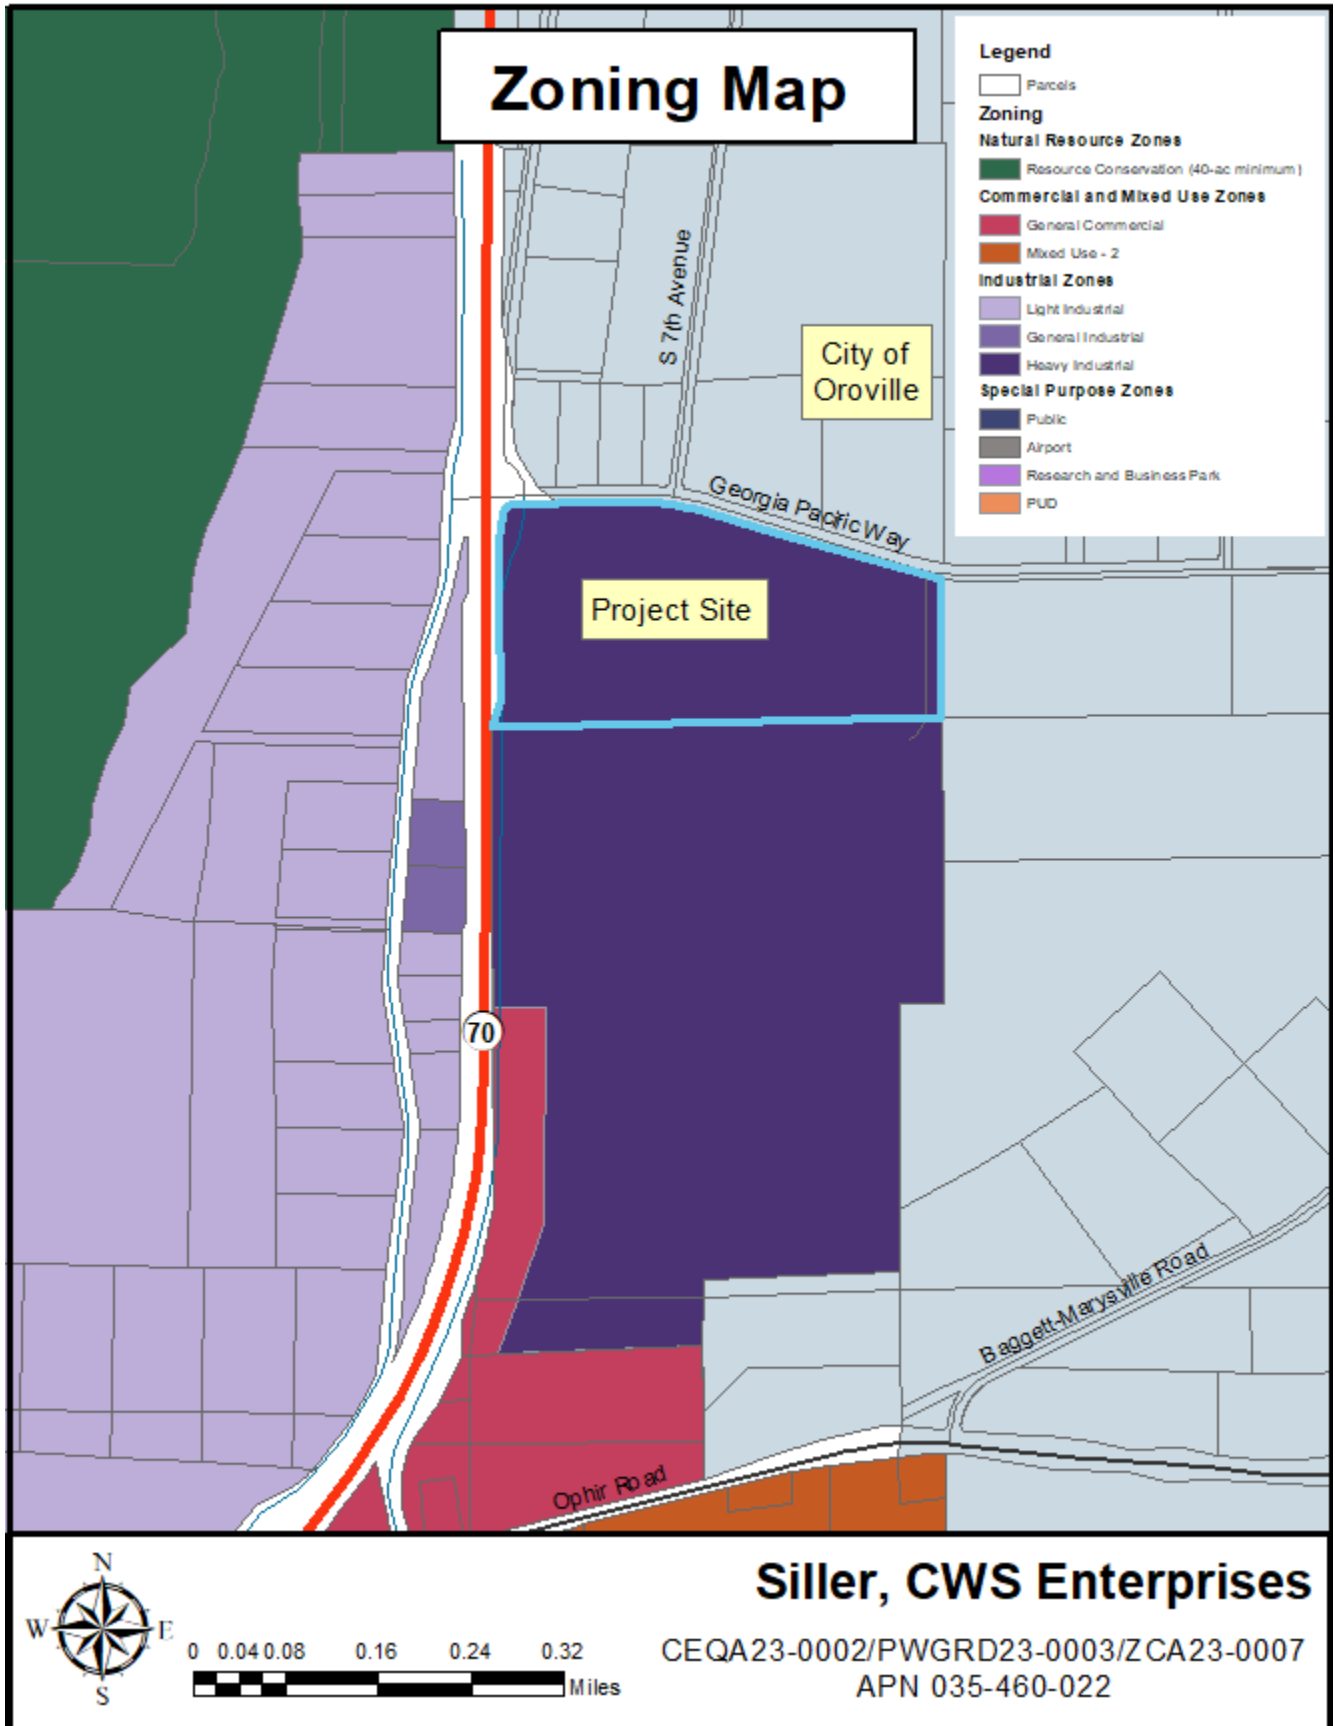 Zoning Map
Legend
Parcels
Zoning
Natural Resource Zones
Resource Conservation (40-ac minimum)
Commercial and Mixed Use Zones
General Commercial
Mixed Use - 2
Industrial Zones
Light Industrial
General Industrial
Heavy Industrial
Special Purpose Zones
Public
Airport
Research and Business Park
PUD
S 7th Avenue
City of
Oroville
Georgia Pacific Way
Project Site
70
Baggett-Marysville Road
Ophir Road
N
W
E
S
0 0.04 0.08 0.16 0.24 0.32
Miles
Siller, CWS Enterprises
CEQA23-0002/PWGRD23-0003/ZCA23-0007
APN 035-460-022